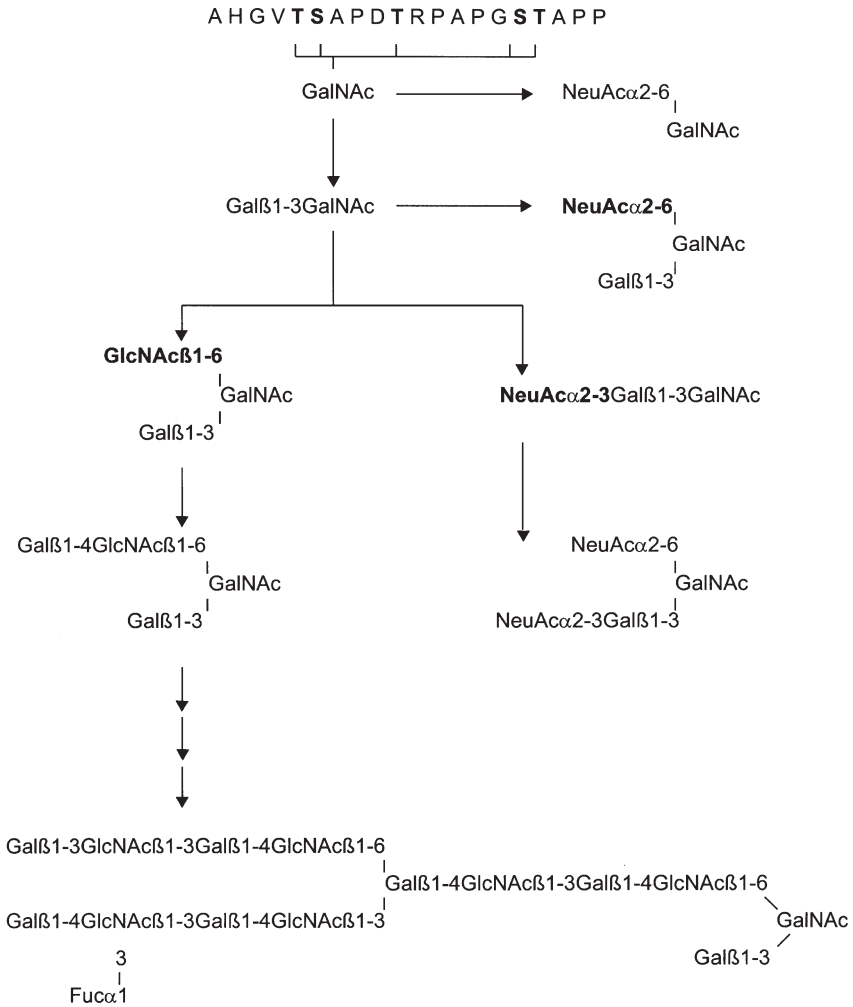 A H G V T S A P D T R P A P G S T A P P
GalNAc
NeuAcα2-6
GalNAc
Galß1-3GalNAc
NeuAcα2-6
GalNAc
Galß1-3
GlcNAcß1-6
GalNAc
Galß1-3
NeuAcα2-3Galß1-3GalNAc
Galß1-4GlcNAcß1-6
GalNAc
Galß1-3
NeuAcα2-6
GalNAc
NeuAcα2-3Galß1-3
Galß1-3GlcNAcß1-3Galß1-4GlcNAcß1-6
Galß1-4GlcNAcß1-3Galß1-4GlcNAcß1-6
Galß1-4GlcNAcß1-3Galß1-4GlcNAcß1-3
GalNAc
Galß1-3
3
Fucα1